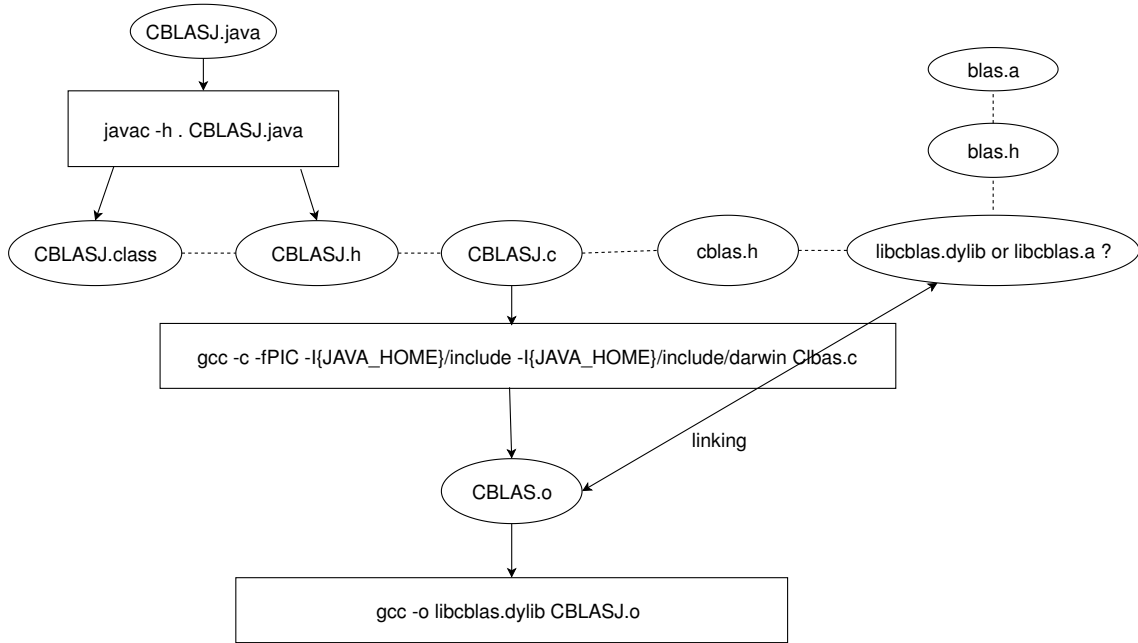 CBLASJ.java
blas.a
javac -h . CBLASJ.java
blas.h
CBLASJ.class
CBLASJ.h
CBLASJ.c
cblas.h
libcblas.dylib or libcblas.a ?
gcc -c -fPIC -I{JAVA_HOME}/include -I{JAVA_HOME}/include/darwin Clbas.c
linking
CBLAS.o
gcc -o libcblas.dylib CBLASJ.o